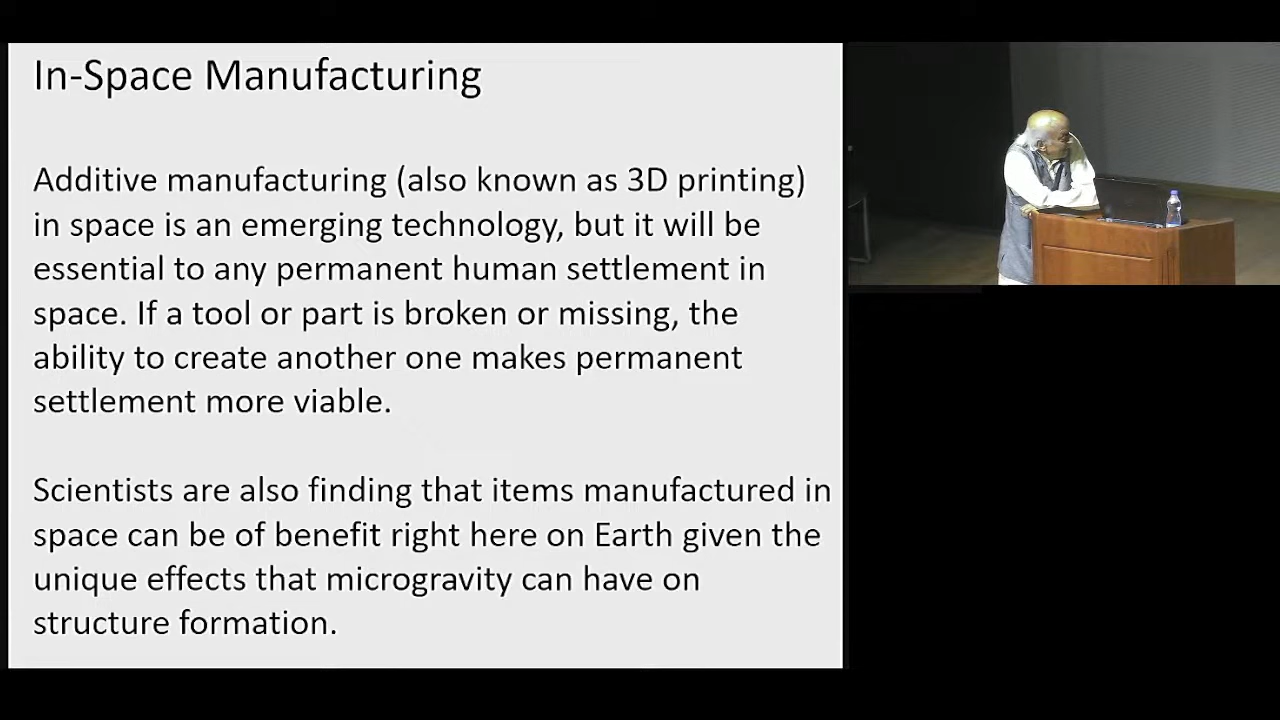 In-Space Manufacturing
Additive manufacturing (also known as 3D printing)
in space is an emerging technology, but it will be
essential to any permanent human settlement in
space. If a tool or part is broken or missing, the
ability to create another one makes permanent
settlement more viable.
Scientists are also finding that items manufactured in
space can be of benefit right here on Earth given the
unique effects that microgravity can have on
structure formation.